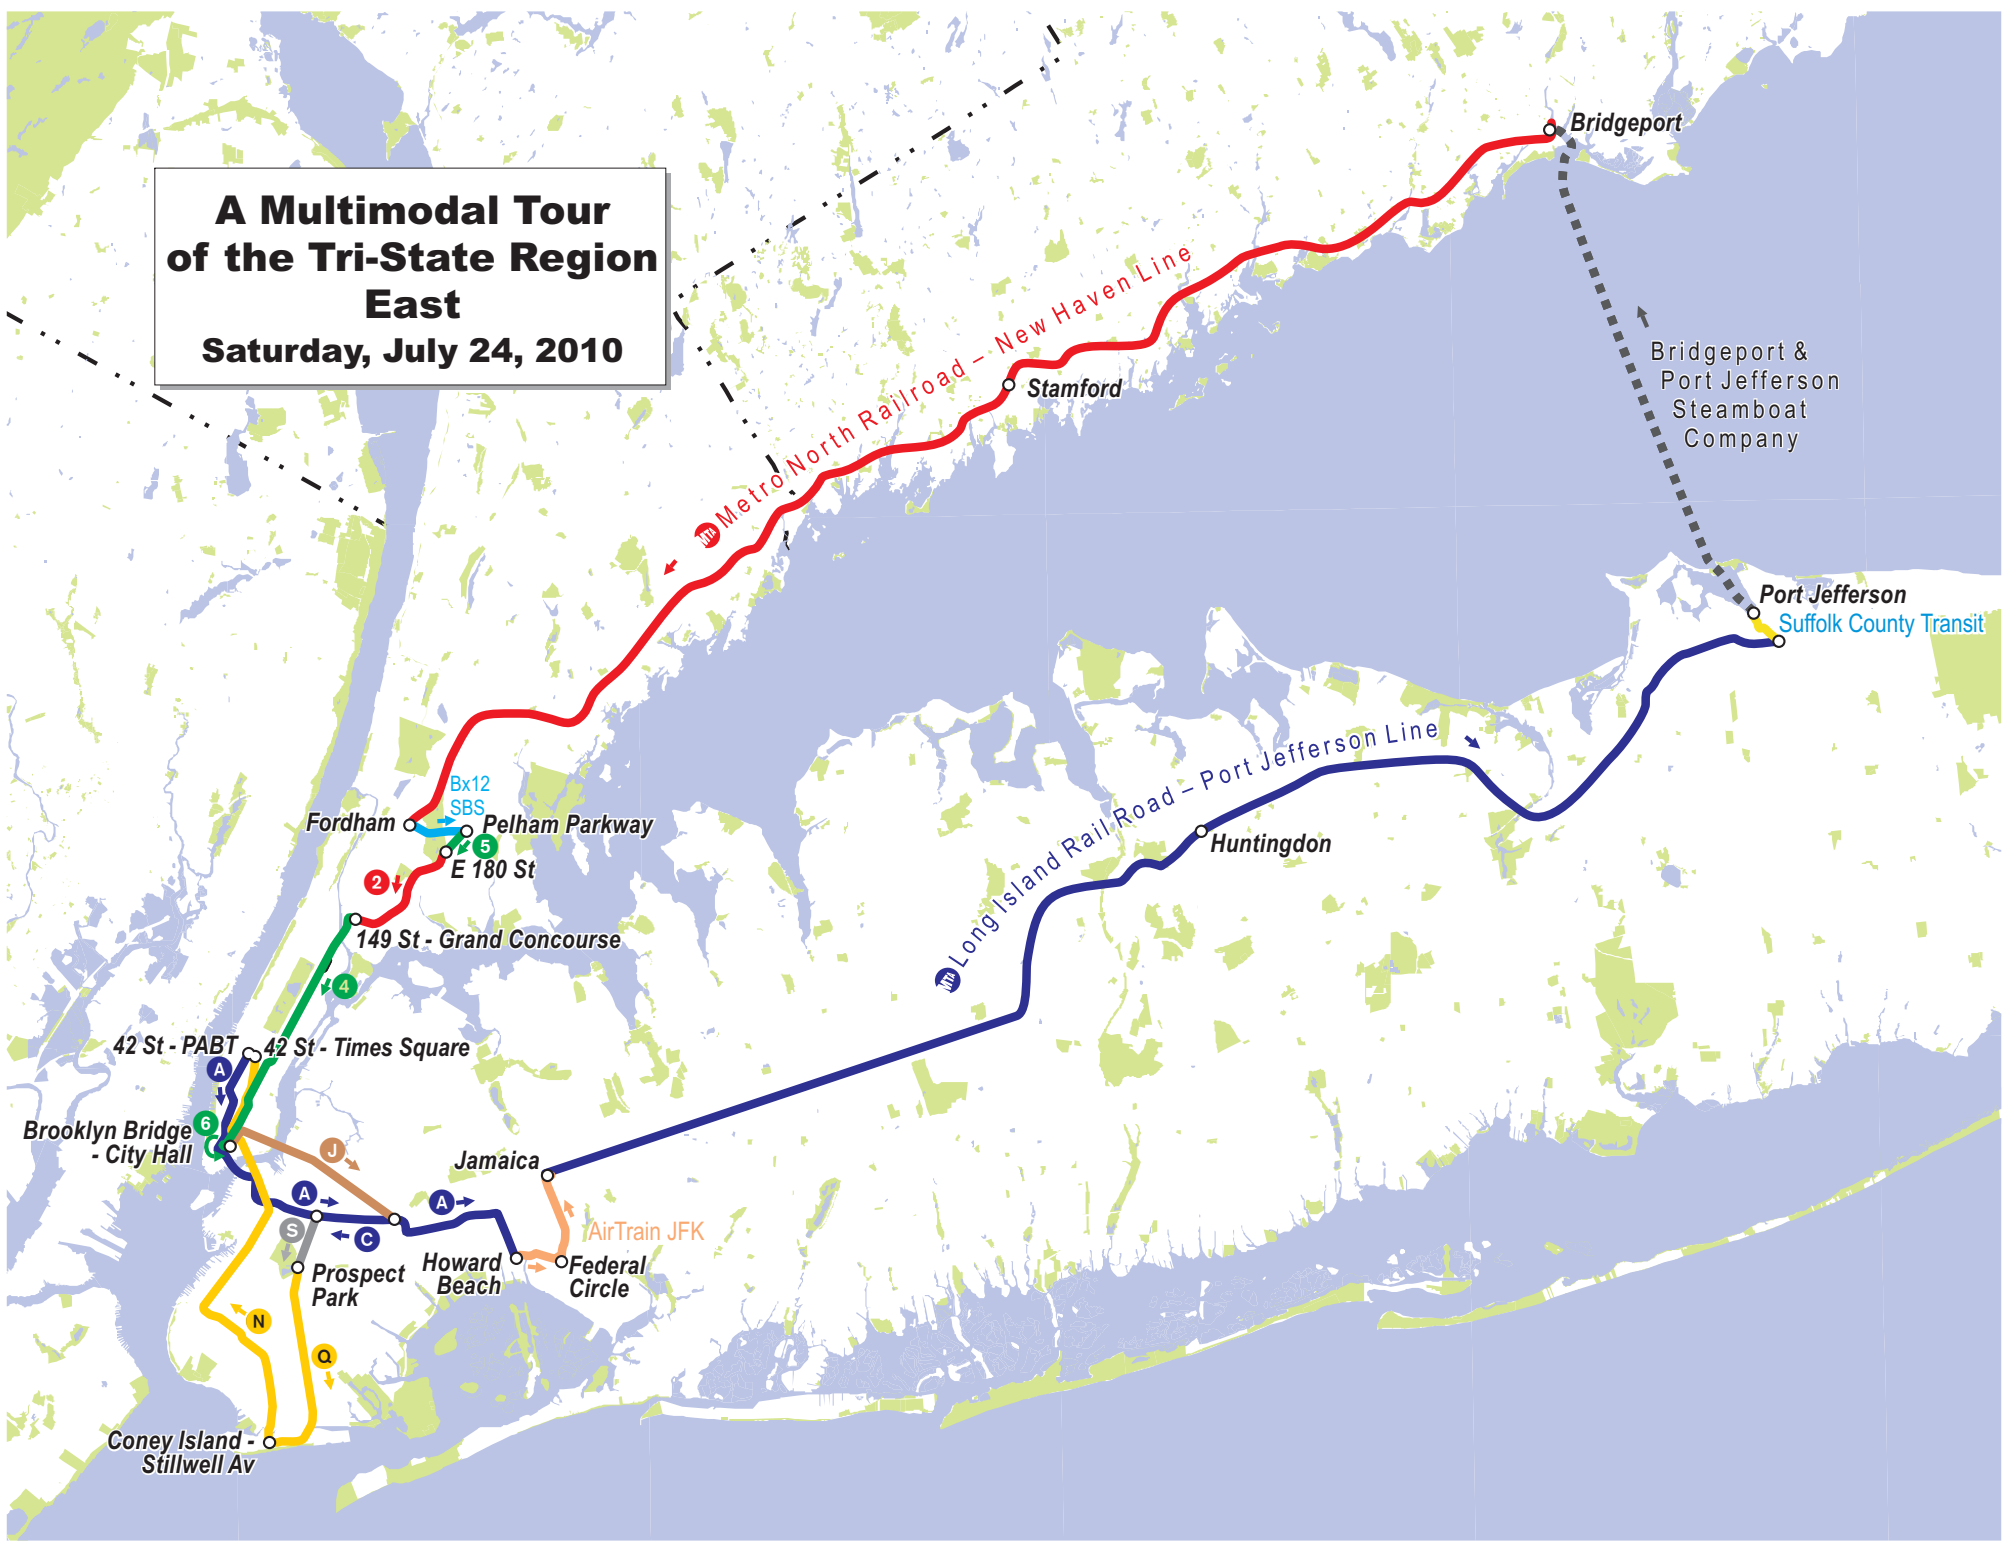 A Multimodal Tour
of the Tri-State Region
East
Saturday, July 24, 2010
Bridgeport
Bridgeport &
Port Jefferson
Steamboat
Company
MTA Metro North Railroad – New Haven Line
Stamford
Port Jefferson
Suffolk County Transit
MTA Long Island Rail Road – Port Jefferson Line
Huntingdon
Bx12
SBS
Fordham
Pelham Parkway
5
E 180 St
2
149 St - Grand Concourse
4
42 St - PABT
42 St - Times Square
A
6
Brooklyn Bridge
- City Hall
J
Jamaica
A
A
S
C
AirTrain JFK
Howard
Beach
Federal
Circle
Prospect
Park
N
Q
Coney Island -
Stillwell Av